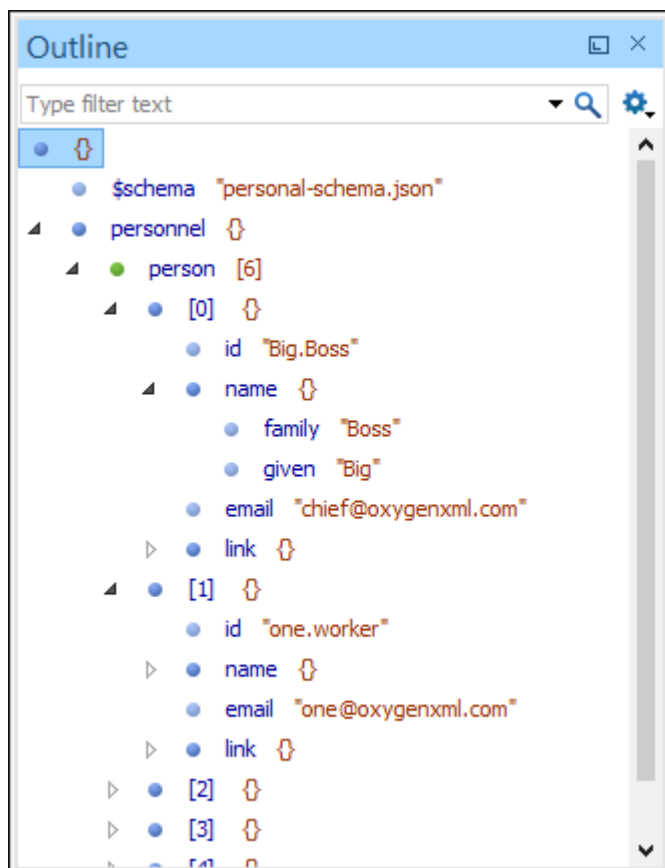 Outline
Type filter text
{}
$schema "personal-schema.json"
personnel {}
person [6]
[0] {}
id "Big.Boss"
name {}
family "Boss"
given "Big"
email "chief@oxygenxml.com"
link {}
[1] {}
id "one.worker"
name {}
email "one@oxygenxml.com"
link {}
[2] {}
[3] {}
[4] {}